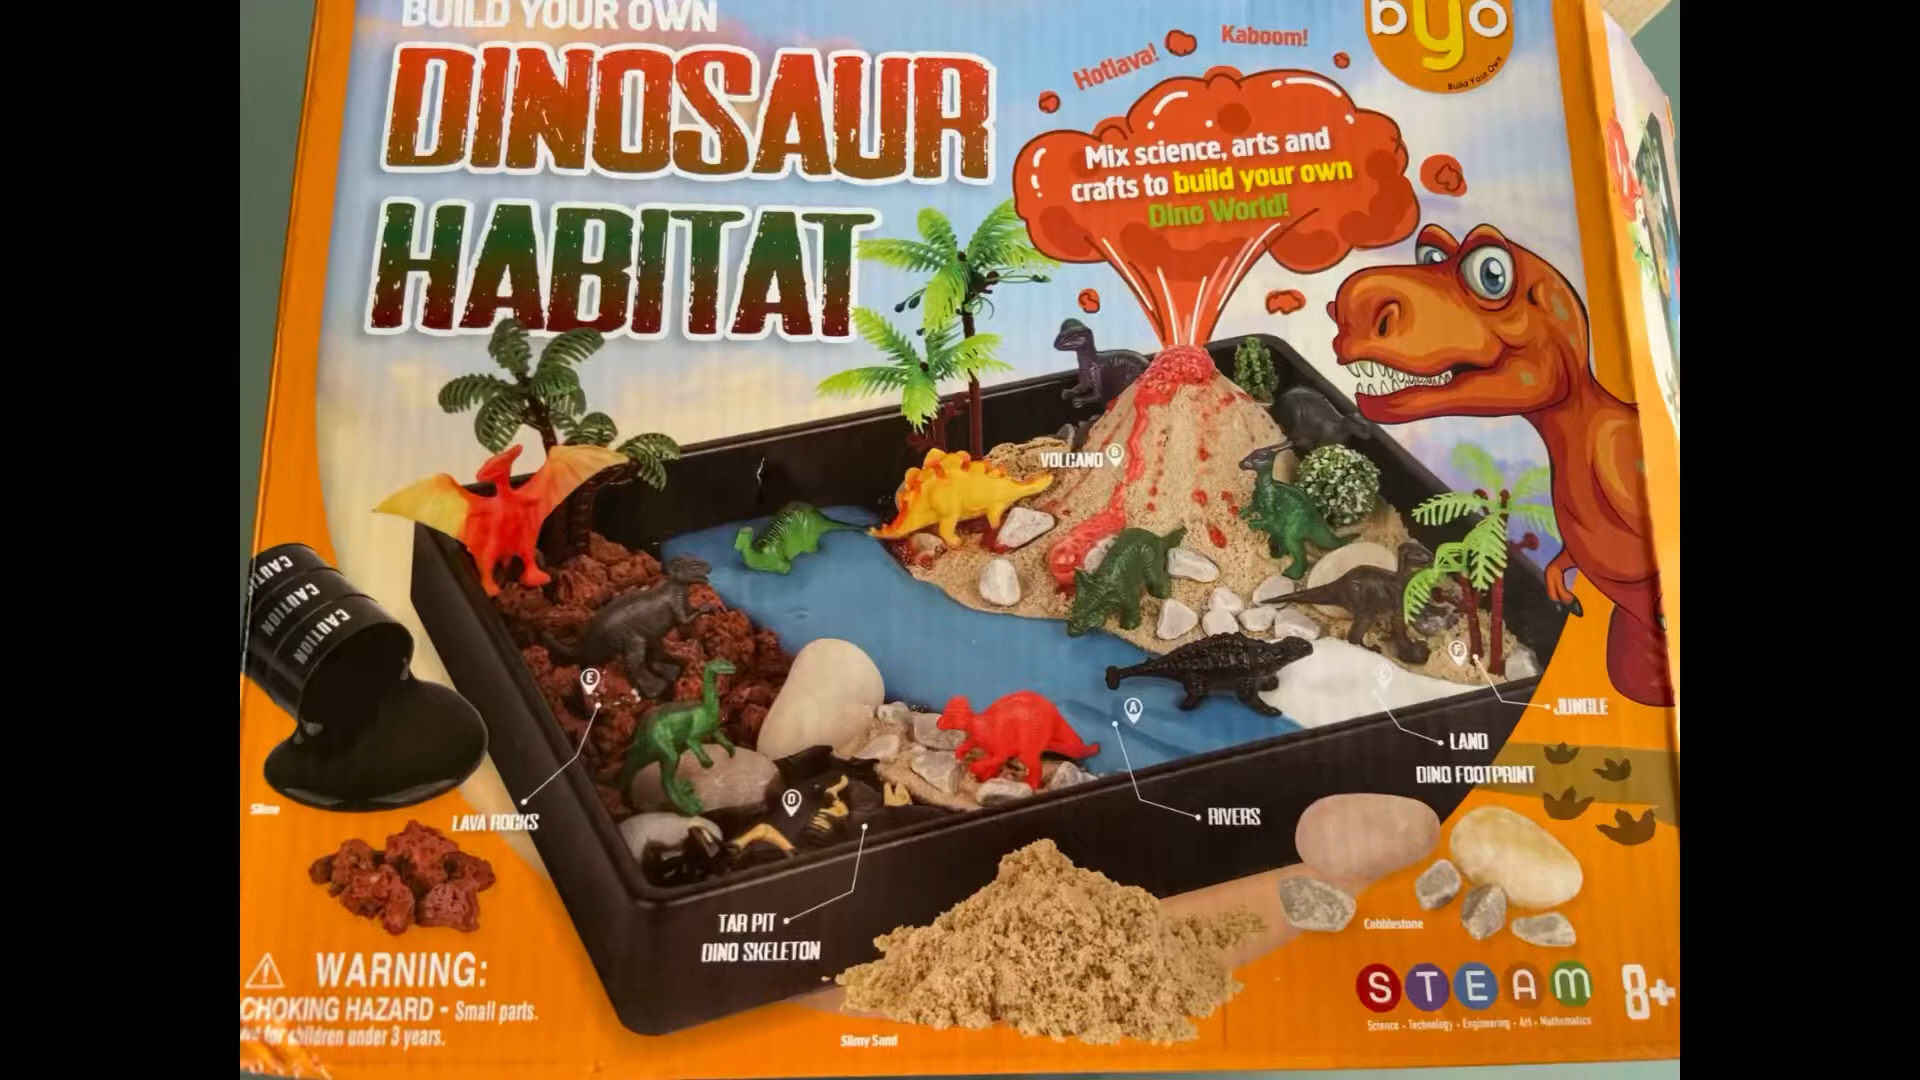 BUILD YOUR OWN
DINOSAUR
HABITAT
Hotlava!
Kaboom!
byo
Build Your Own
Mix science, arts and
crafts to build your own
Dino World!
VOLCANO B
CAUTION
CAUTION
CAUTION
E
A
F
D
JUNGLE
LAND
DINO FOOTPRINT
RIVERS
Slime
LAVA ROCKS
TAR PIT
DINO SKELETON
Cobblestone
WARNING:
CHOKING HAZARD - Small parts.
for children under 3 years.
Slimy Sand
STEAM
Science - Technology - Engineering - Art - Mathematics
8+